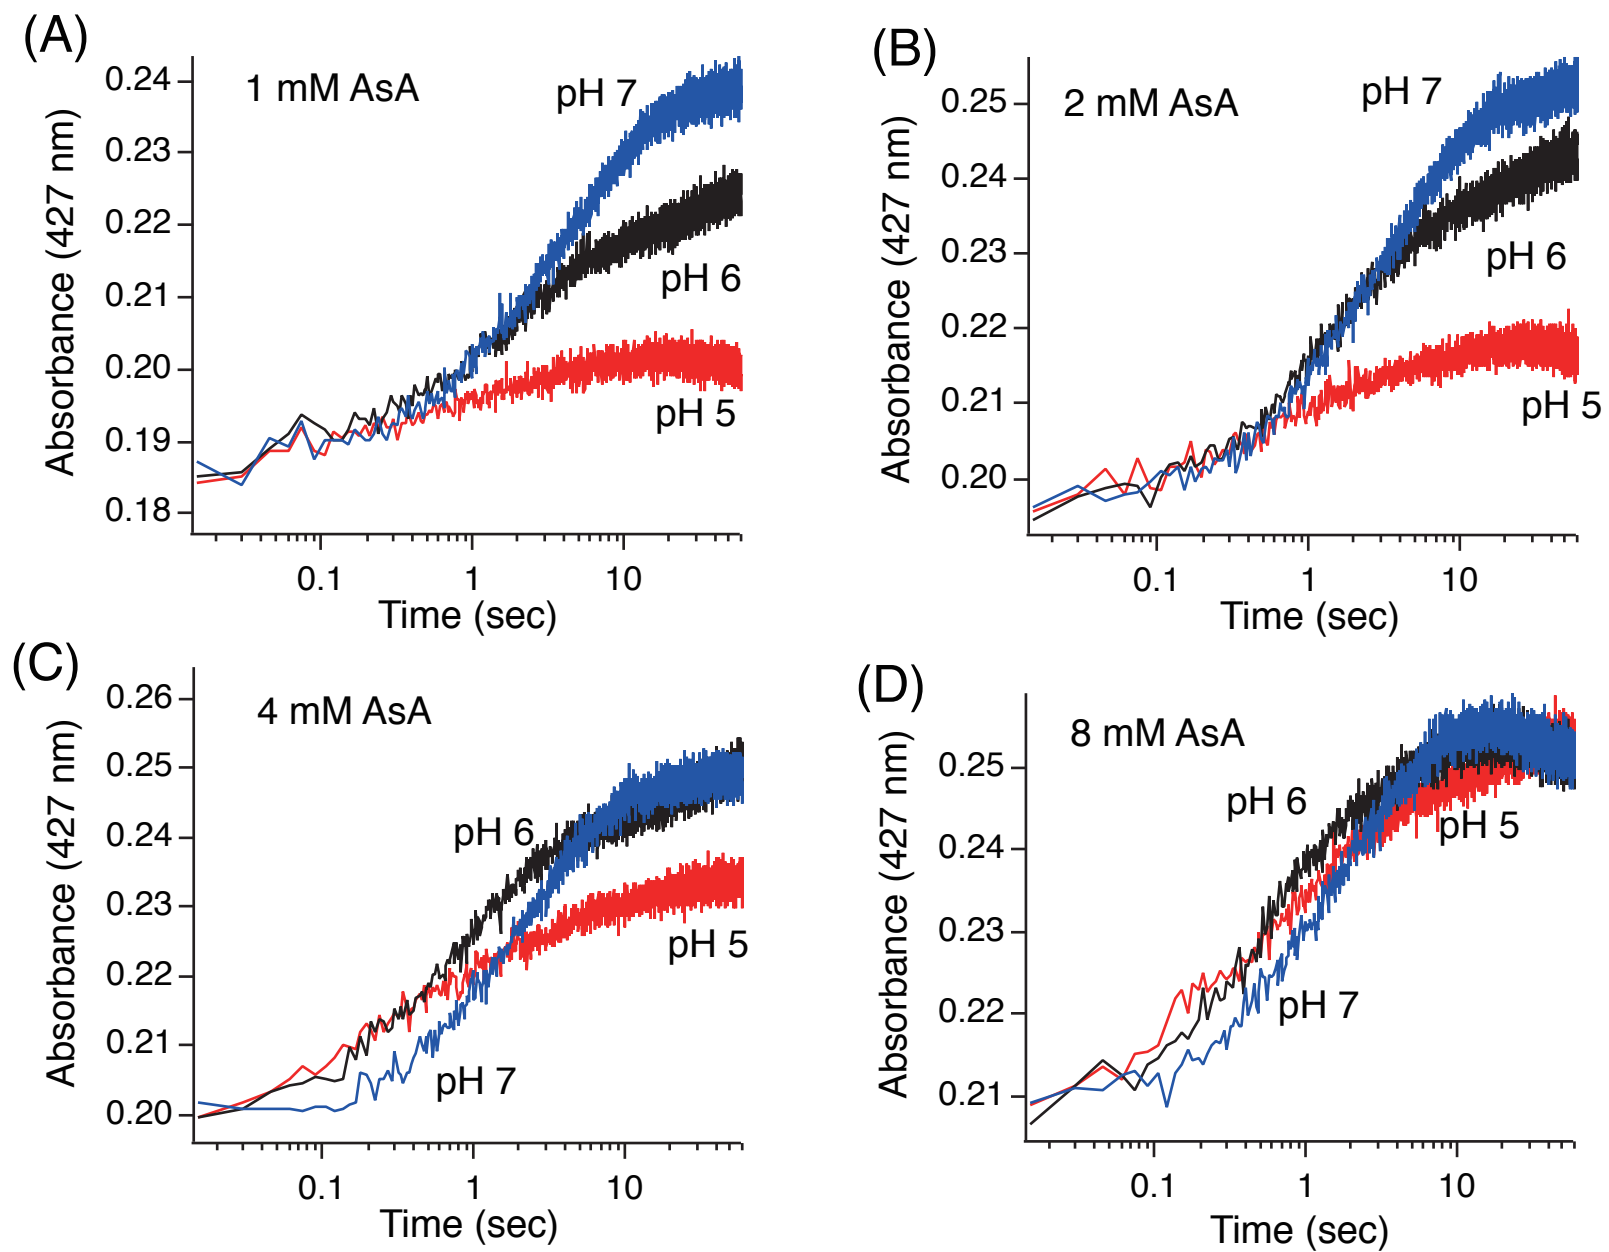 (A)
1 mM AsA
pH 7
pH 6
pH 5
Absorbance (427 nm)
0.24
0.23
0.22
0.21
0.20
0.19
0.18
0.1
1
10
Time (sec)
(B)
2 mM AsA
pH 7
pH 6
pH 5
Absorbance (427 nm)
0.25
0.24
0.23
0.22
0.21
0.20
0.1
1
10
Time (sec)
(C)
4 mM AsA
pH 6
pH 5
pH 7
Absorbance (427 nm)
0.26
0.25
0.24
0.23
0.22
0.21
0.20
0.1
1
10
Time (sec)
(D)
8 mM AsA
pH 6
pH 5
pH 7
Absorbance (427 nm)
0.25
0.24
0.23
0.22
0.21
0.1
1
10
Time (sec)